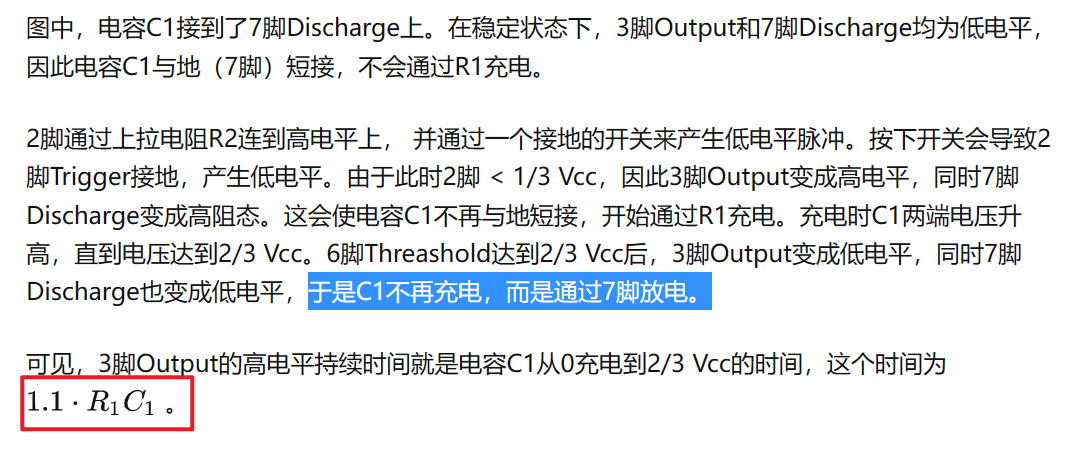 图中，电容C1接到了7脚Discharge上。在稳定状态下，3脚Output和7脚Discharge均为低电平，
因此电容C1与地（7脚）短接，不会通过R1充电。
2脚通过上拉电阻R2连到高电平上， 并通过一个接地的开关来产生低电平脉冲。按下开关会导致2
脚Trigger接地，产生低电平。由于此时2脚 < 1/3 Vcc，因此3脚Output变成高电平，同时7脚
Discharge变成高阻态。这会使电容C1不再与地短接，开始通过R1充电。充电时C1两端电压升
高，直到电压达到2/3 Vcc。6脚Threashold达到2/3 Vcc后，3脚Output变成低电平，同时7脚
Discharge也变成低电平，于是C1不再充电，而是通过7脚放电。
可见，3脚Output的高电平持续时间就是电容C1从0充电到2/3 Vcc的时间，这个时间为
1.1 · R₁C₁ 。